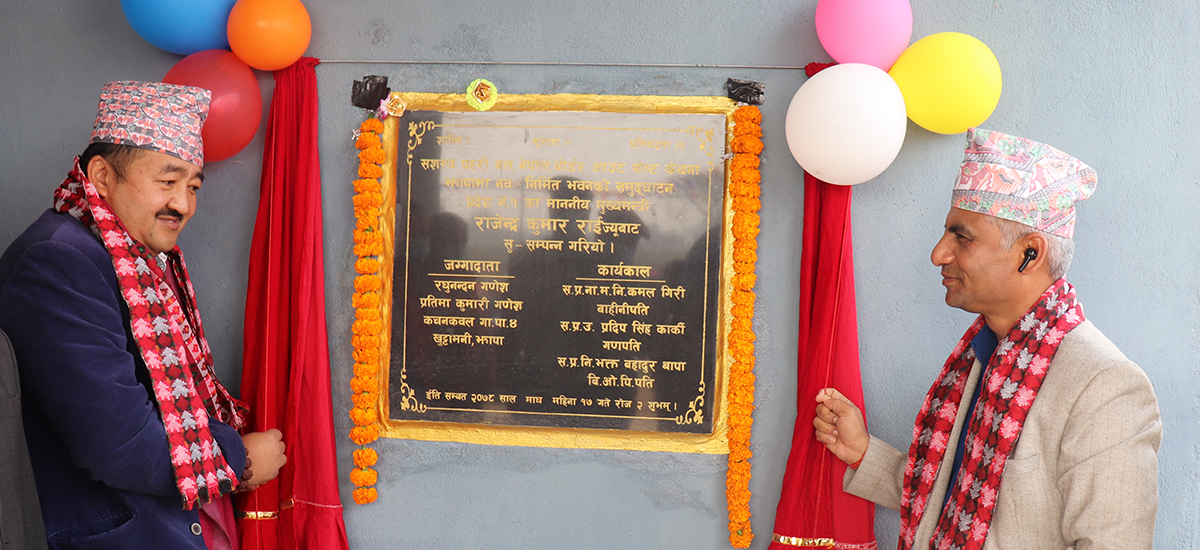 सशस्त्र प्रहरी बल
झापामा नव - निर्मित भवनको समुद्घाटन
प्रदेश नं १ का माननीय मुख्यमन्त्री
राजेन्द्र कुमार राईज्यूबाट
सु - सम्पन्न गरियो ।
जग्गादाता
रघुनन्दन गणेश
प्रतिमा कुमारी गणेश
कचनकवल गा.पा.४
खुट्टामनी, झापा
कार्यकाल
स.प्र.ना.म.नि.कमल गिरी
बाहीनीपति
स.प्र.उ. प्रदिप सिंह कार्की
गणपति
स.प्र.नि.भक्त बहादुर थापा
बि.ओ.पि.पति
ईति सम्वत २०७८ साल माघ महिना १७ गते रोज २ सुभम् ।